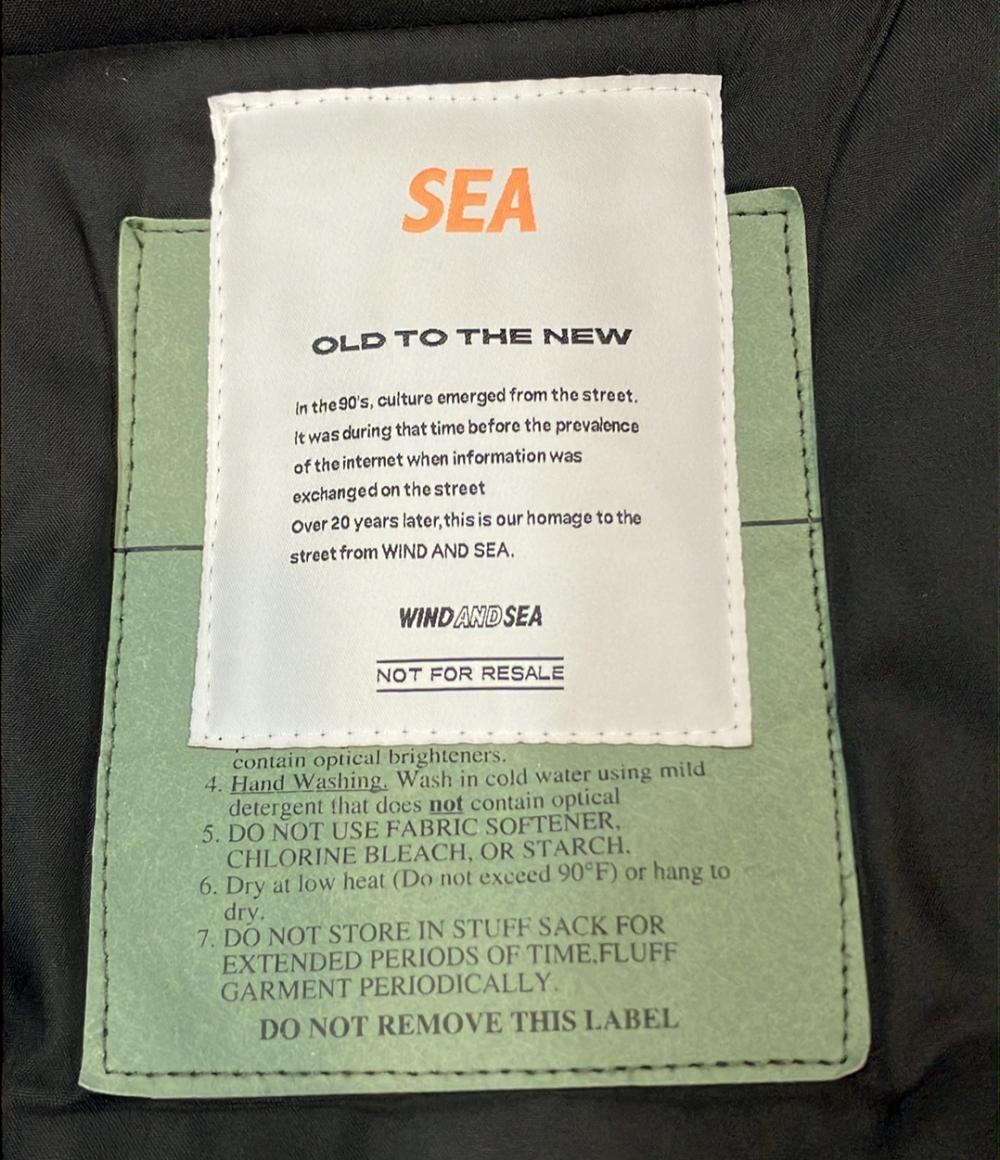 SEA
OLD TO THE NEW
In the 90's, culture emerged from the street.
It was during that time before the prevalence
of the internet when information was
exchanged on the street
Over 20 years later, this is our homage to the
street from WIND AND SEA.
WINDANDSEA
NOT FOR RESALE
contain optical brighteners.
4. Hand Washing. Wash in cold water using mild
detergent that does not contain optical
5. DO NOT USE FABRIC SOFTENER,
CHLORINE BLEACH, OR STARCH.
6. Dry at low heat (Do not exceed 90°F) or hang to
dry.
7. DO NOT STORE IN STUFF SACK FOR
EXTENDED PERIODS OF TIME,FLUFF
GARMENT PERIODICALLY.
DO NOT REMOVE THIS LABEL